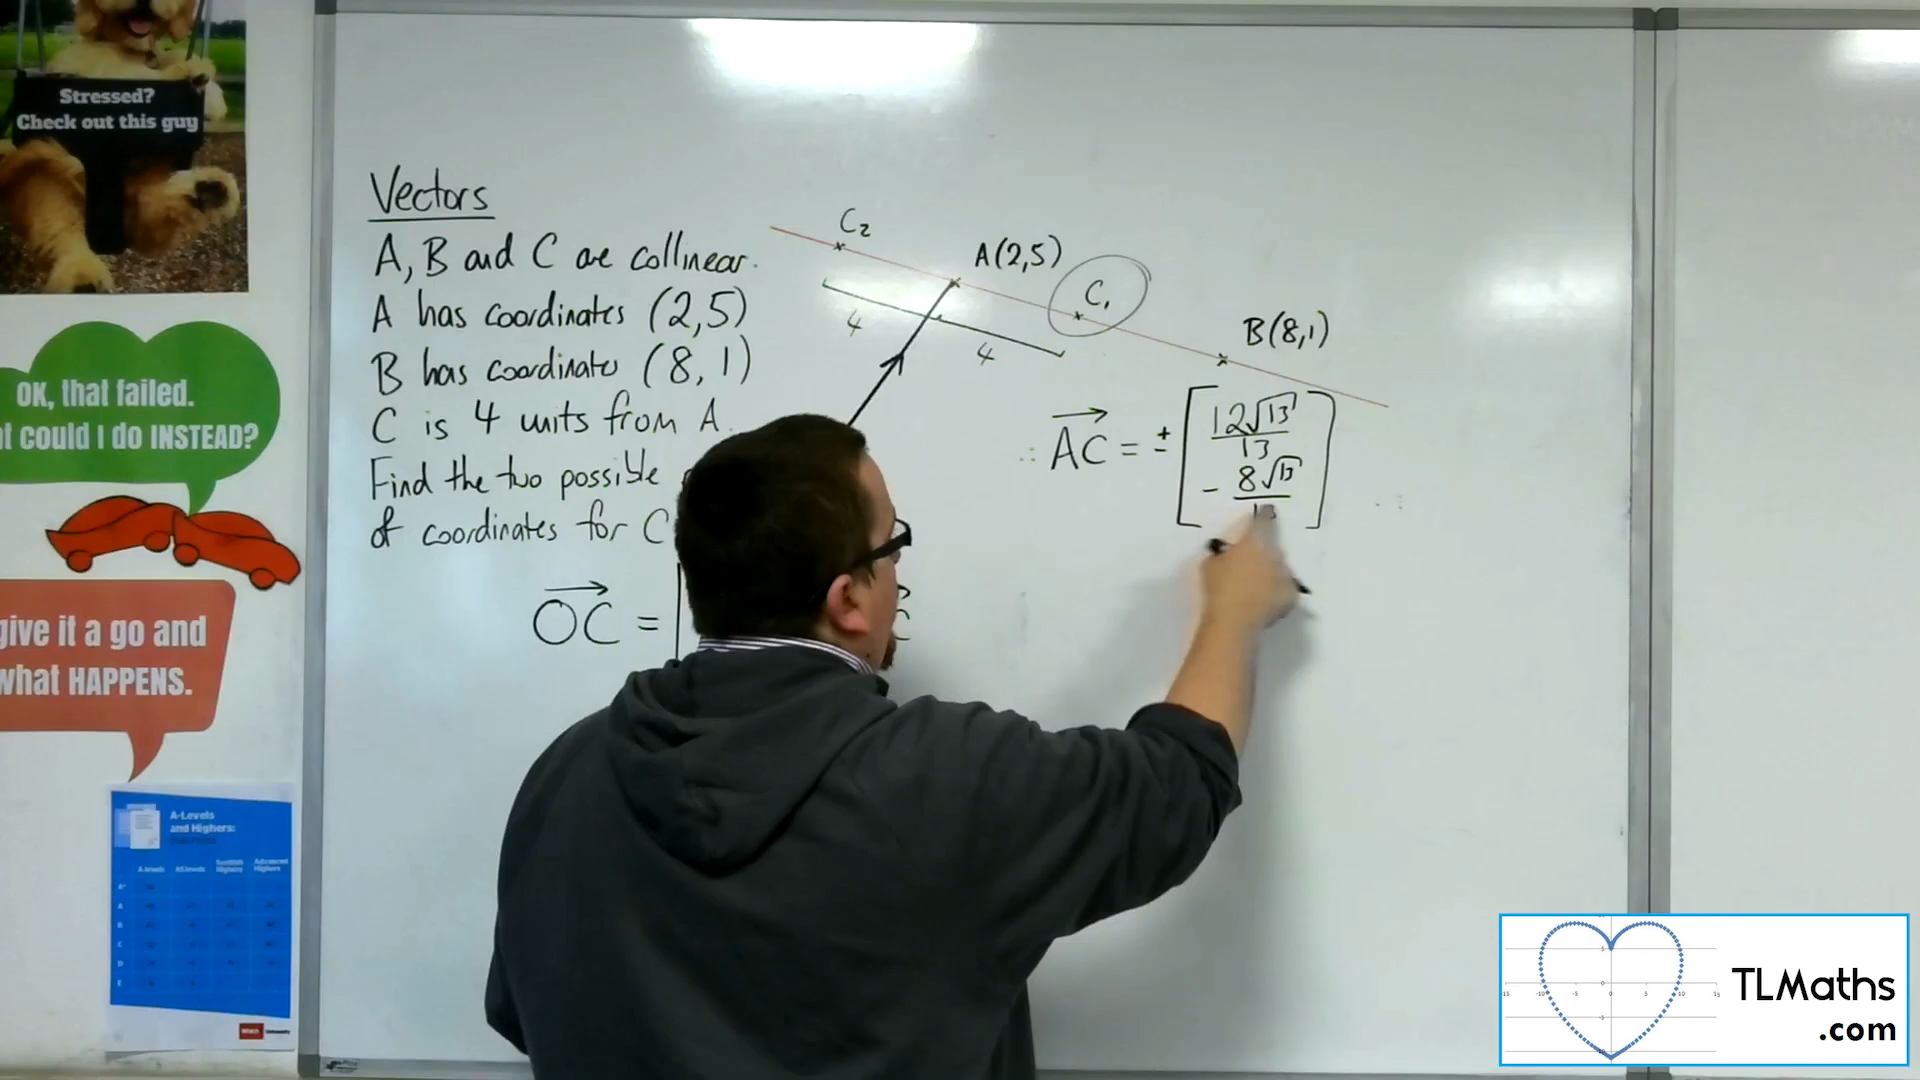 Stressed?
Check out this guy
OK, that failed.
could I do INSTEAD?
give it a go and
what HAPPENS.
A-Levels
and Highers:
Vectors
A, B and C are collinear.
A has coordinates (2,5)
B has coordinates (8,1)
C is 4 units from A.
Find the two possible
of coordinates for C
OC =
C₂
A(2,5)
C₁
B(8,1)
4
4
∴ AC = ±
12√13
13
- 8√13
13
TLMaths
.com